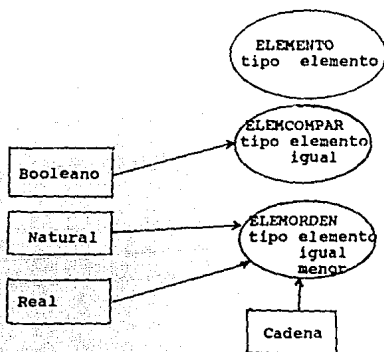 ELEMENTO
tipo elemento
ELEMCOMPAR
tipo elemento
igual
Booleano
Natural
ELEMORDEN
tipo elemento
igual
menor
Real
Cadena